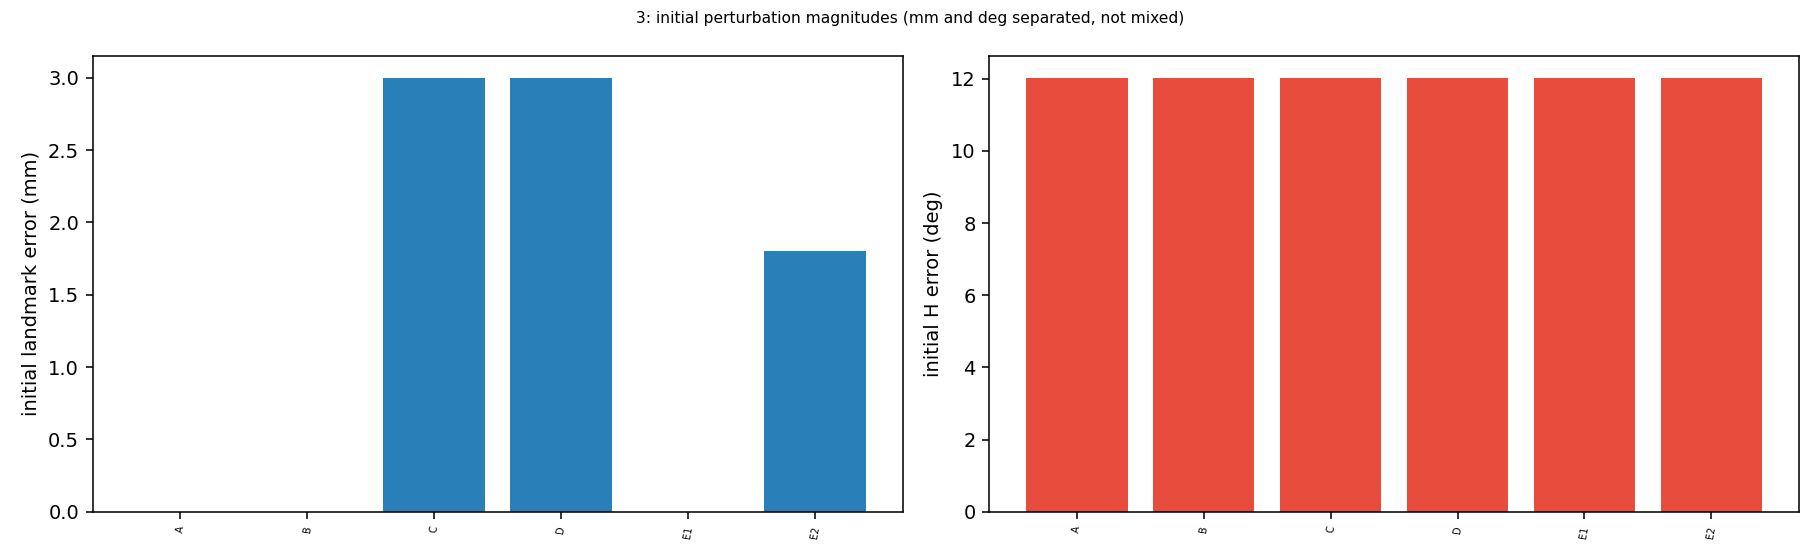 3: initial perturbation magnitudes (mm and deg separated, not mixed)
initial landmark error (mm)
3.0
2.5
2.0
1.5
1.0
0.5
0.0
A B C D E1 E2
initial H error (deg)
12
10
8
6
4
2
0
A B C D E1 E2